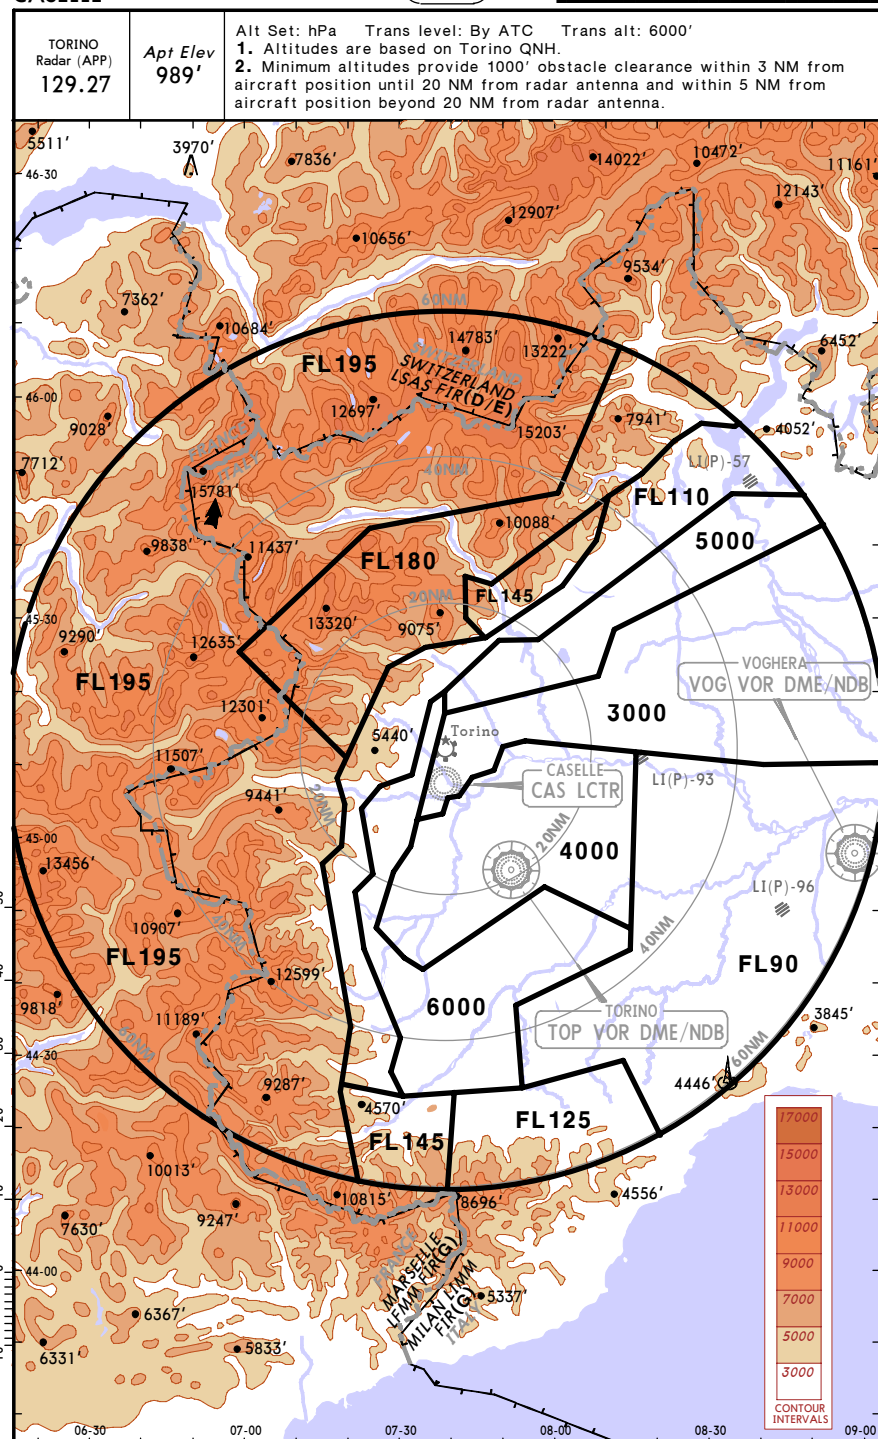 TORINO
Radar (APP)
129.27
Apt Elev
989'
Alt Set: hPa Trans level: By ATC Trans alt: 6000'
1. Altitudes are based on Torino QNH.
2. Minimum altitudes provide 1000' obstacle clearance within 3 NM from
aircraft position until 20 NM from radar antenna and within 5 NM from
aircraft position beyond 20 NM from radar antenna.
5511'
3970'
7836'
14022'
10472'
11161'
46-30
12143'
12907'
10656'
9534'
7362'
60NM
10684'
14783'
13222'
6452'
FL195
SWITZERLAND
SWITZERLAND
LSAS FIR(D/E)
46-00
12697'
9028'
15203'
7941'
4052'
FRANCE
ITALY
7712'
40NM
LI(P)-57
15781'
FL110
10088'
5000
9838'
11437'
FL180
20NM
FL145
45-30
13320'
9075'
9290'
12635'
VOGHERA
VOG VOR DME/NDB
FL195
12301'
3000
5440'
Torino
11507'
CASELLE
CAS LCTR
LI(P)-93
9441'
20NM
20NM
45-00
4000
13456'
LI(P)-96
10907'
40NM
40NM
FL195
FL90
12599'
9818'
6000
TORINO
TOP VOR DME/NDB
11189'
3845'
60NM
60NM
44-30
4446'
9287'
4570'
FL125
FL145
17000
15000
13000
11000
9000
7000
5000
3000
CONTOUR
INTERVALS
10013'
10815'
8696'
4556'
7630'
9247'
FRANCE
MARSEILLE
LFMM FIR(G)
MILAN LIMM
FIR(G)
ITALY
44-00
5337'
6367'
6331'
5833'
06-30
07-00
07-30
08-00
08-30
09-00